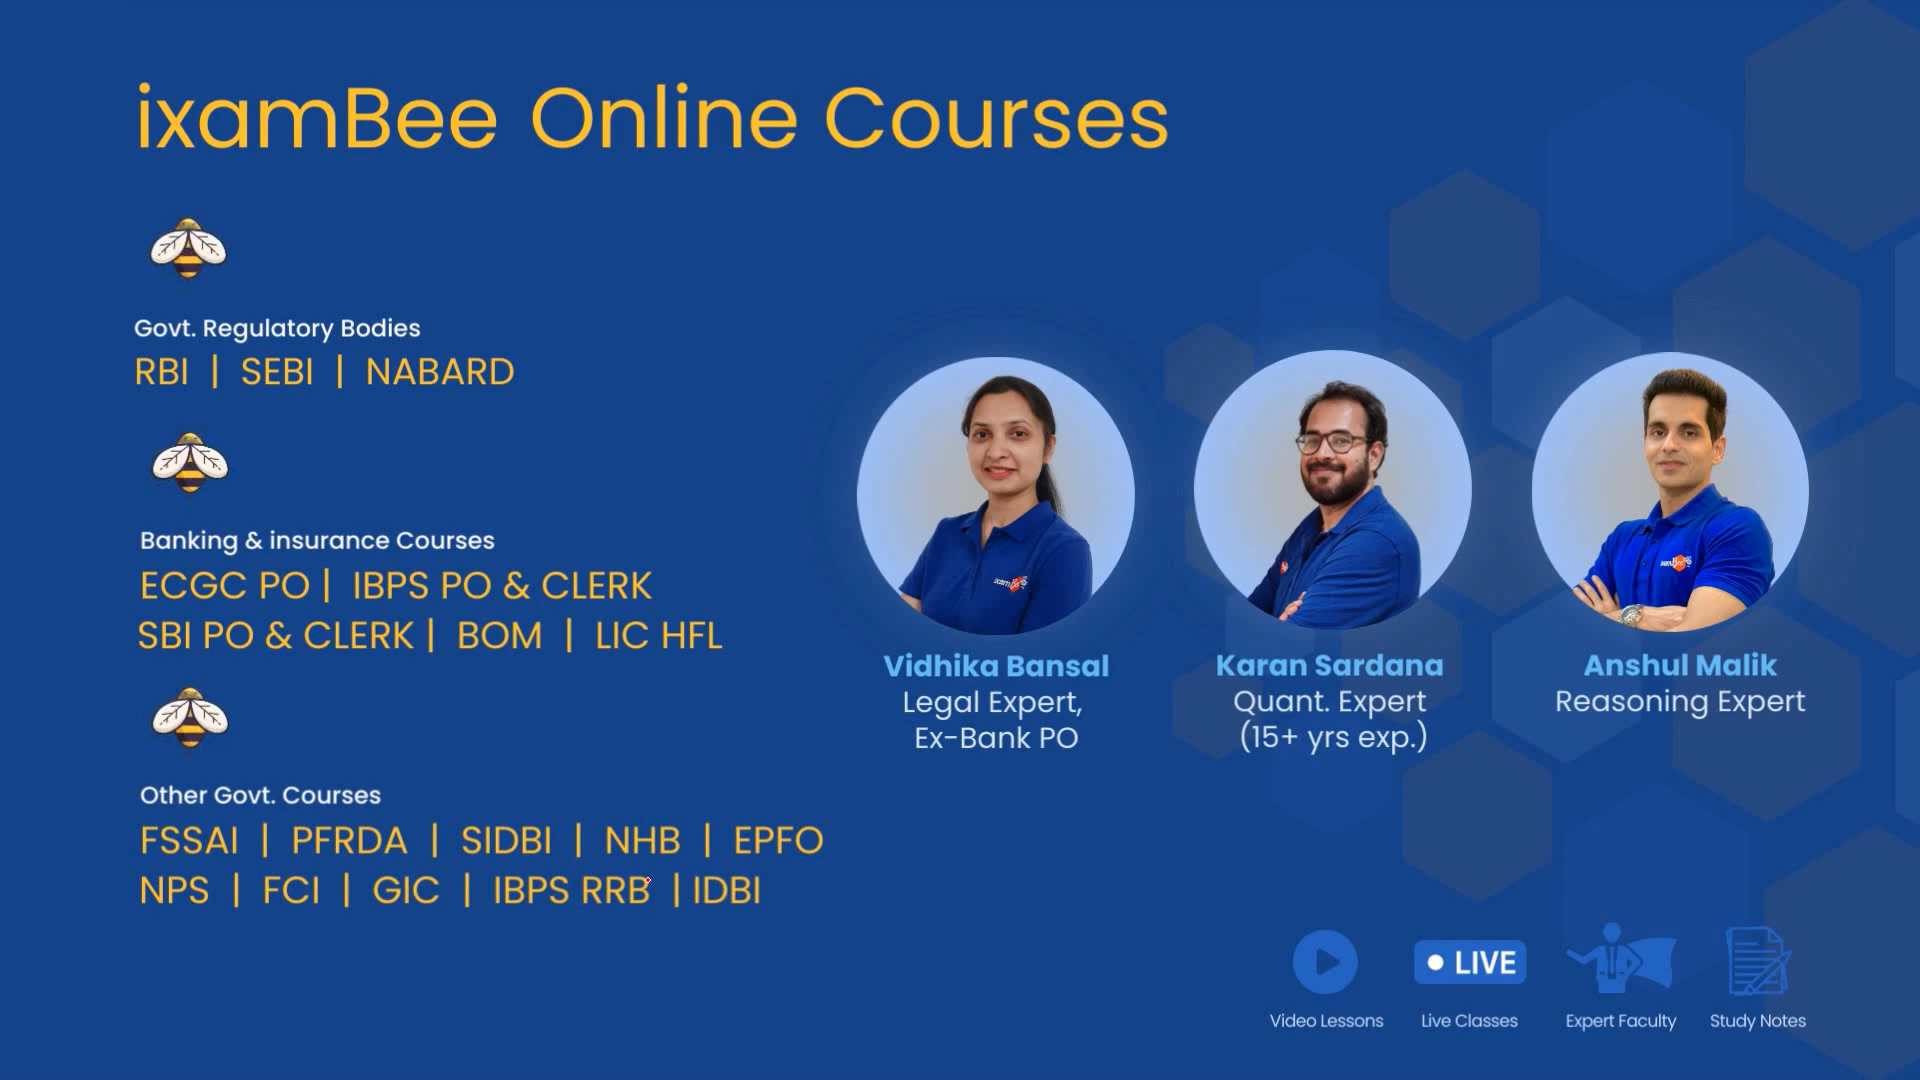 ixamBee Online Courses
Govt. Regulatory Bodies
RBI | SEBI | NABARD
Banking & insurance Courses
ECGC PO | IBPS PO & CLERK
SBI PO & CLERK | BOM | LIC HFL
Other Govt. Courses
FSSAI | PFRDA | SIDBI | NHB | EPFO
NPS | FCI | GIC | IBPS RRB | IDBI
ixamBee
Vidhika Bansal
Legal Expert,
Ex-Bank PO
Karan Sardana
Quant. Expert
(15+ yrs exp.)
ixamBee
Anshul Malik
Reasoning Expert
LIVE
Video Lessons
Live Classes
Expert Faculty
Study Notes